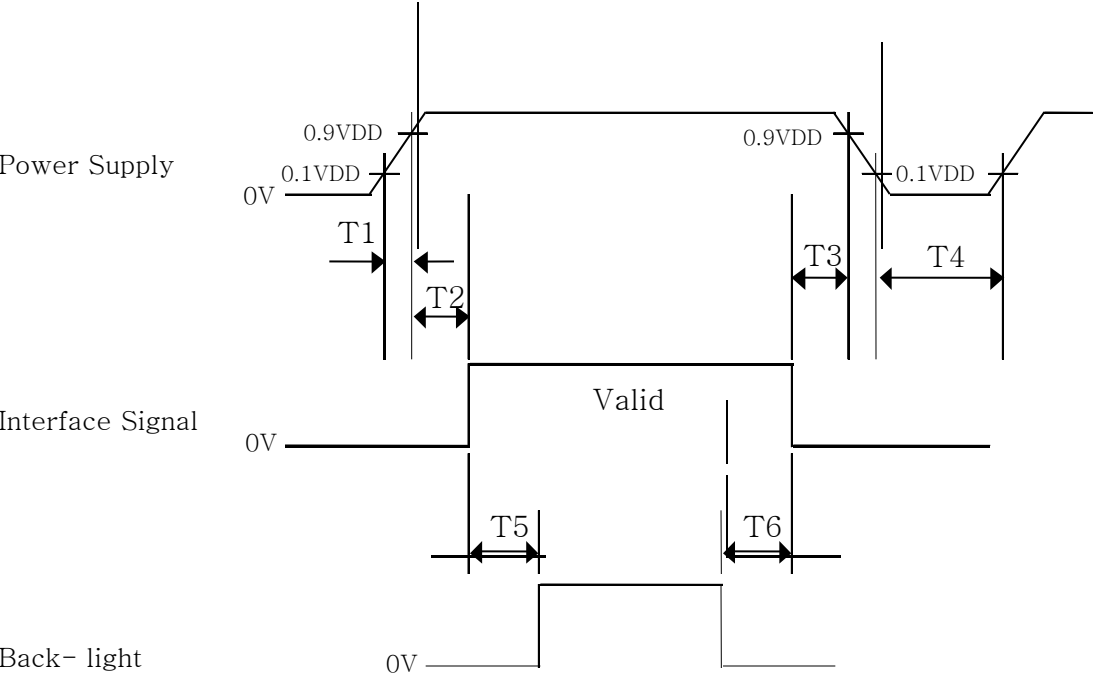 0.9VDD
0.9VDD
Power Supply
0.1VDD
0.1VDD
0V
T1
T3
T4
T2
Valid
Interface Signal
0V
T5
T6
Back- light
0V